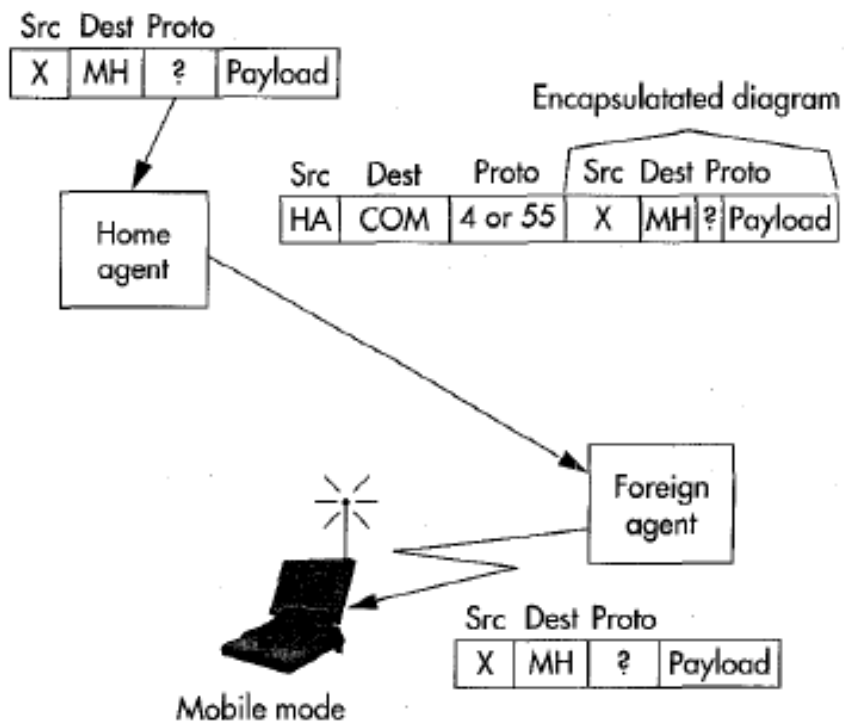 Src Dest Proto
X MH ? Payload
Encapsulatated diagram
Src Dest Proto Src Dest Proto
HA COM 4 or 55 X MH ? Payload
Home
agent
Foreign
agent
Src Dest Proto
X MH ? Payload
Mobile mode